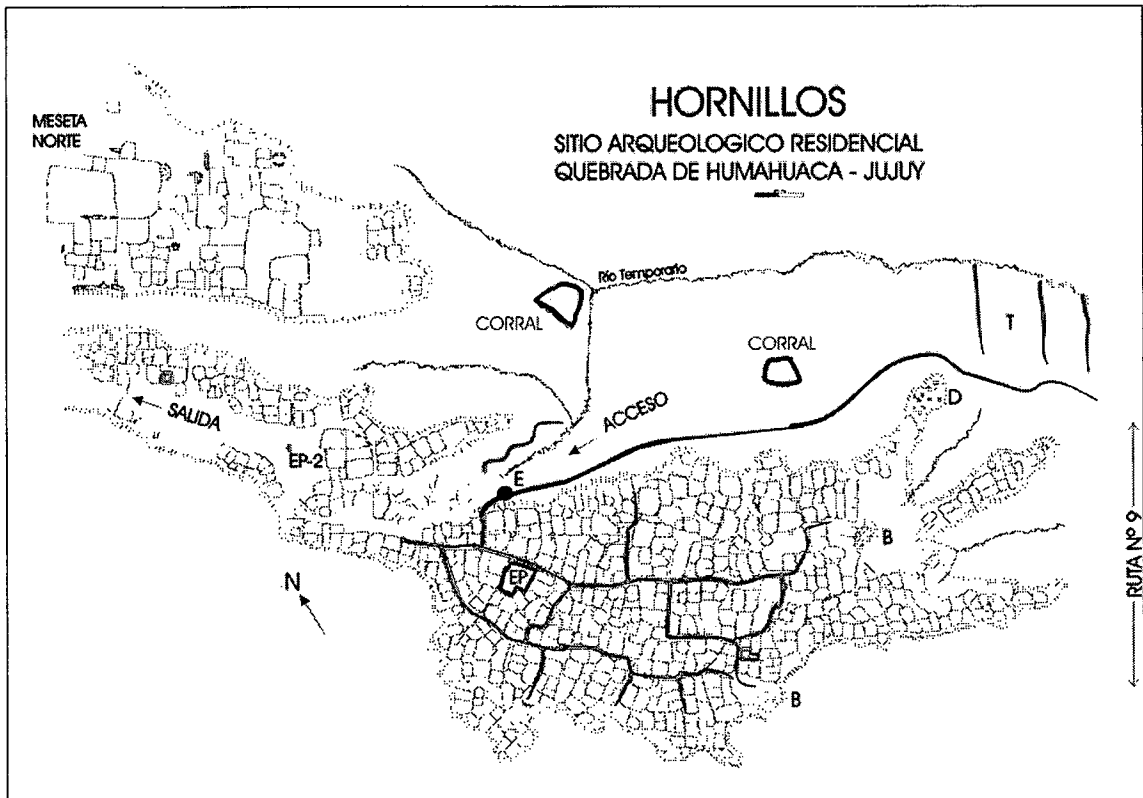 HORNILLOS
SITIO ARQUEOLOGICO RESIDENCIAL
QUEBRADA DE HUMAHUACA - JUJUY
MESETA
NORTE
Río Temporario
CORRAL
T
CORRAL
D
SALIDA
ACCESO
EP-2
E
B
EP
N
RUTA Nº 9
B